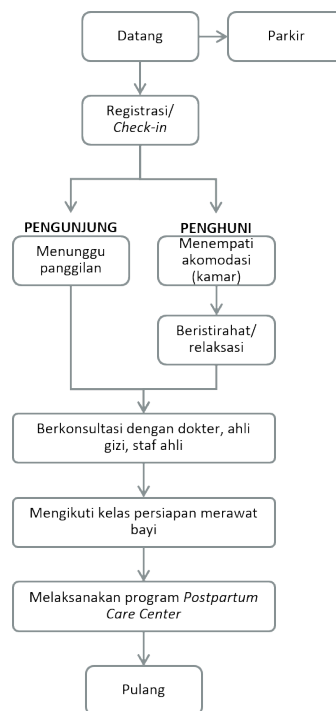 Datang
Parkir
Registrasi/
Check-in
PENGUNJUNG
Menunggu
panggilan
PENGHUNI
Menempati
akomodasi
(kamar)
Beristirahat/
relaksasi
Berkonsultasi dengan dokter, ahli
gizi, staf ahli
Mengikuti kelas persiapan merawat
bayi
Melaksanakan program Postpartum
Care Center
Pulang